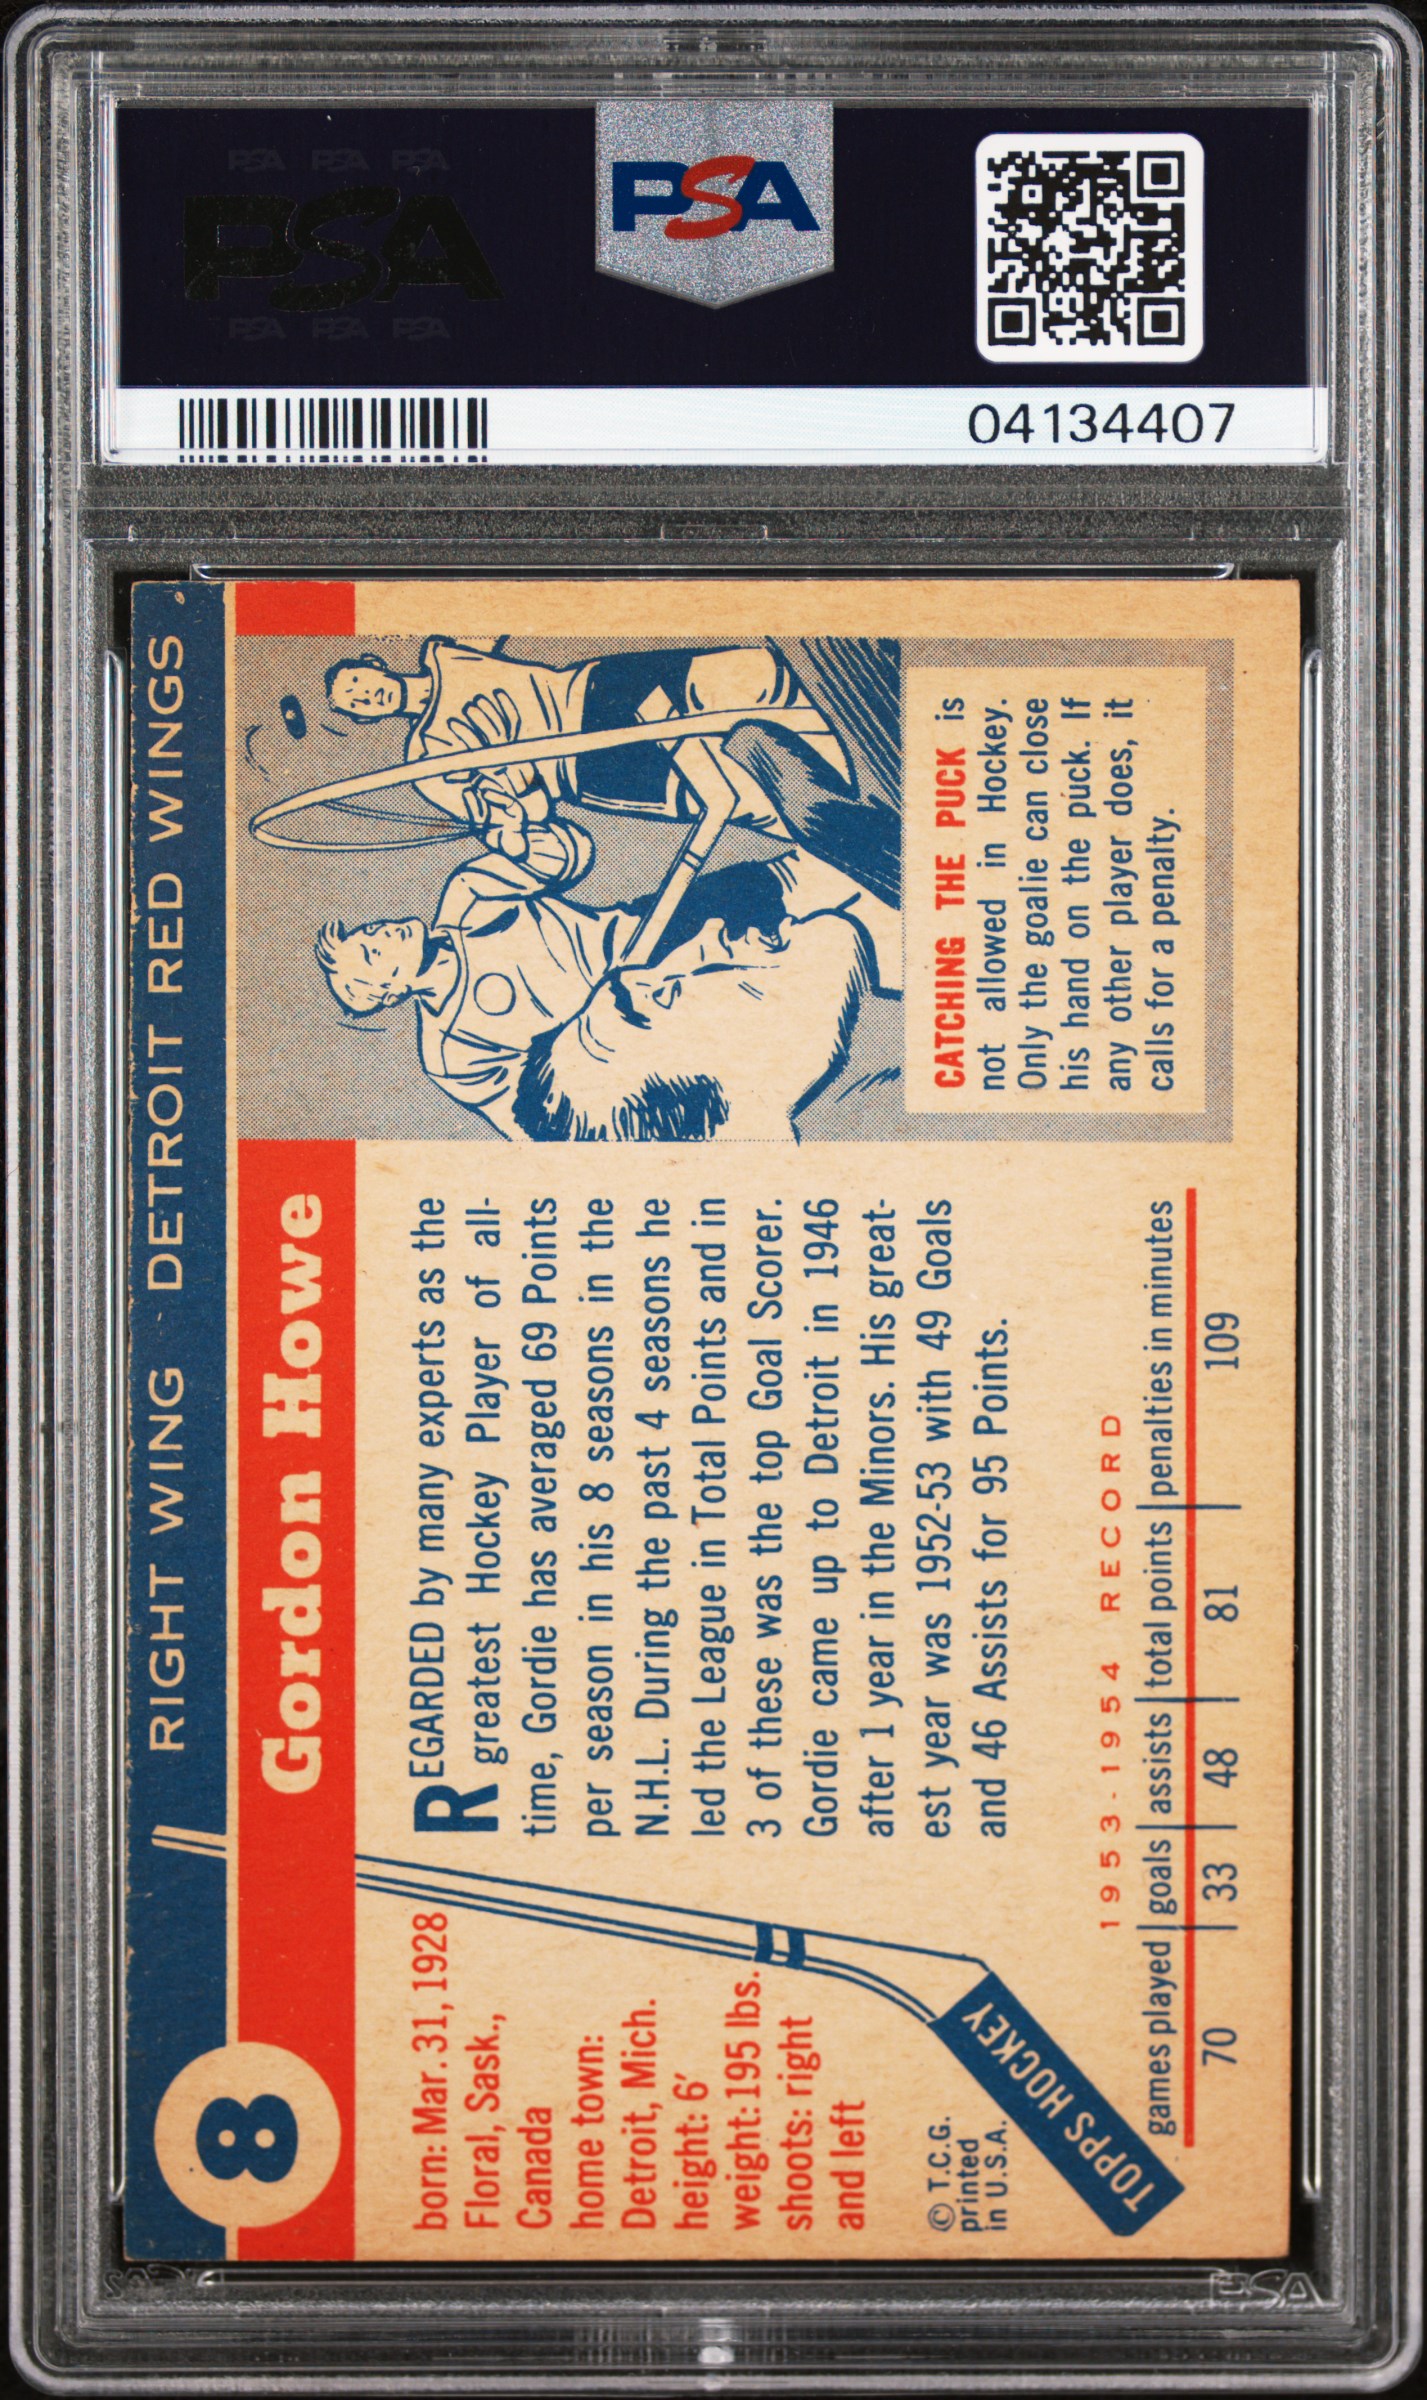 PSA PSA PSA
PSA
PSA PSA PSA
PSA
04134407
8
RIGHT WING · DETROIT RED WINGS
Gordon Howe
born: Mar. 31, 1928
Floral, Sask.,
Canada
home town:
Detroit, Mich.
height: 6'
weight: 195 lbs.
shoots: right
and left
© T.C.G.
printed
in U.S.A.
TOPPS HOCKEY
REGARDED by many experts as the
greatest Hockey Player of all-
time, Gordie has averaged 69 Points
per season in his 8 seasons in the
N.H.L. During the past 4 seasons he
led the League in Total Points and in
3 of these was the top Goal Scorer.
Gordie came up to Detroit in 1946
after 1 year in the Minors. His great-
est year was 1952-53 with 49 Goals
and 46 Assists for 95 Points.
1953-1954 RECORD
games played goals assists total points penalties in minutes
70 33 48 81 109
CATCHING THE PUCK is
not allowed in Hockey.
Only the goalie can close
his hand on the puck. If
any other player does, it
calls for a penalty.
PSA
PSA